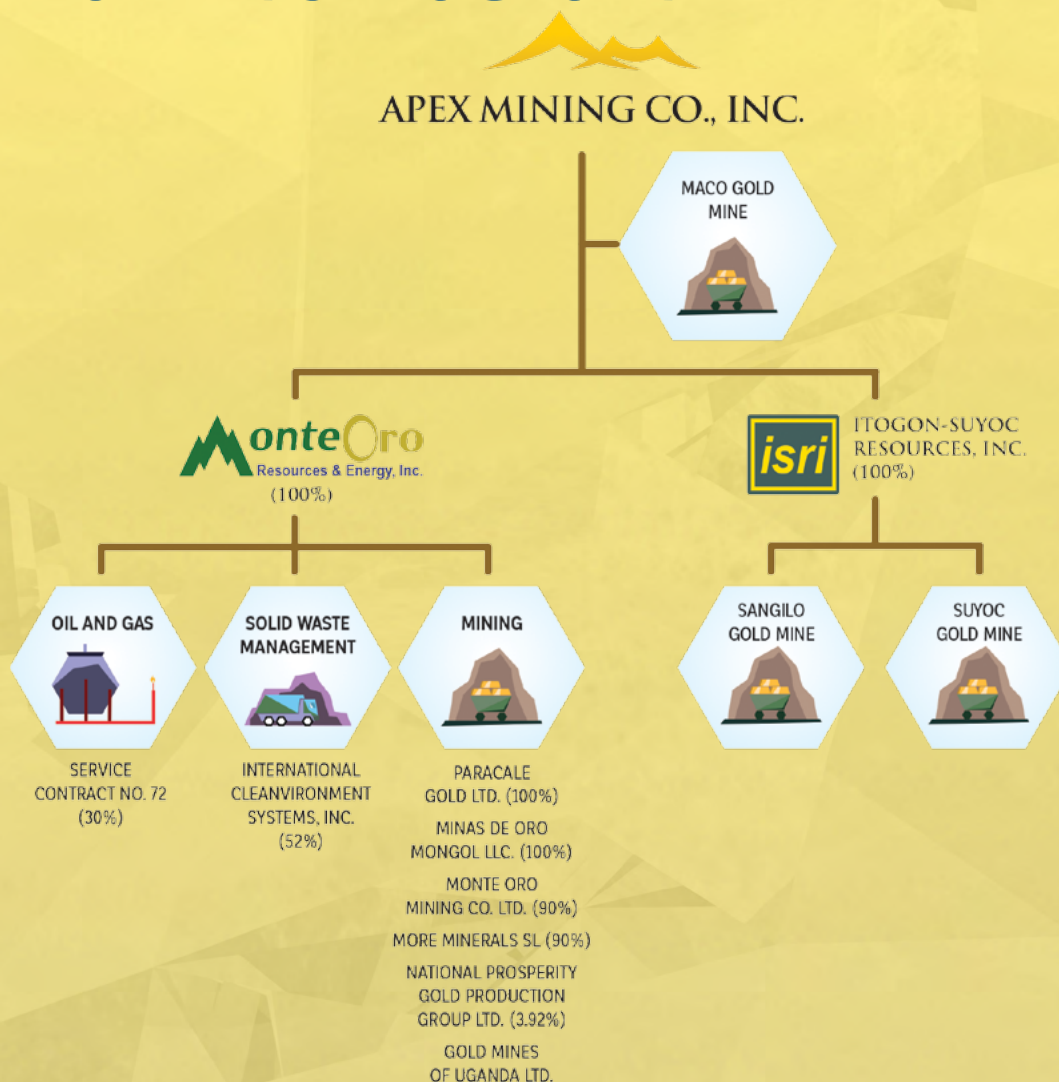 APEX MINING CO., INC.
MACO GOLD
MINE
MonteOro
Resources & Energy, Inc.
(100%)
isri
ITOGON-SUYOC
RESOURCES, INC.
(100%)
OIL AND GAS
SERVICE
CONTRACT NO. 72
(30%)
SOLID WASTE
MANAGEMENT
INTERNATIONAL
CLEANVIRONMENT
SYSTEMS, INC.
(52%)
MINING
PARACALE
GOLD LTD. (100%)
MINAS DE ORO
MONGOL LLC. (100%)
MONTE ORO
MINING CO. LTD. (90%)
MORE MINERALS SL (90%)
NATIONAL PROSPERITY
GOLD PRODUCTION
GROUP LTD. (3.92%)
GOLD MINES
OF UGANDA LTD.
SANGILO
GOLD MINE
SUYOC
GOLD MINE